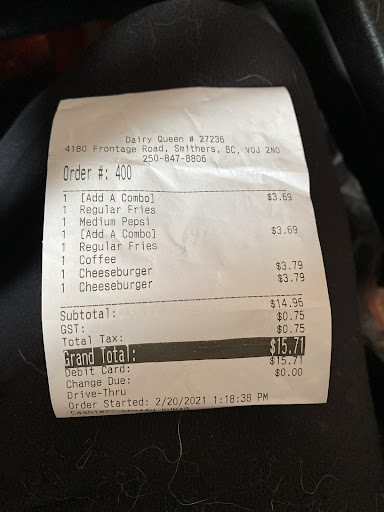 Dairy Queen # 27236
4180 Frontage Road, Smithers, BC, V0J 2N0
250-847-8806
Order #: 400
1 [Add A Combo] $3.69
1 Regular Fries
1 Medium Pepsi
1 [Add A Combo] $3.69
1 Regular Fries
1 Coffee
1 Cheeseburger $3.79
1 Cheeseburger $3.79
Subtotal: $14.96
GST: $0.75
Total Tax: $0.75
Grand Total: $15.71
Debit Card: $15.71
Change Due: $0.00
Drive-Thru
Order Started: 2/20/2021 1:18:38 PM
Cashier: